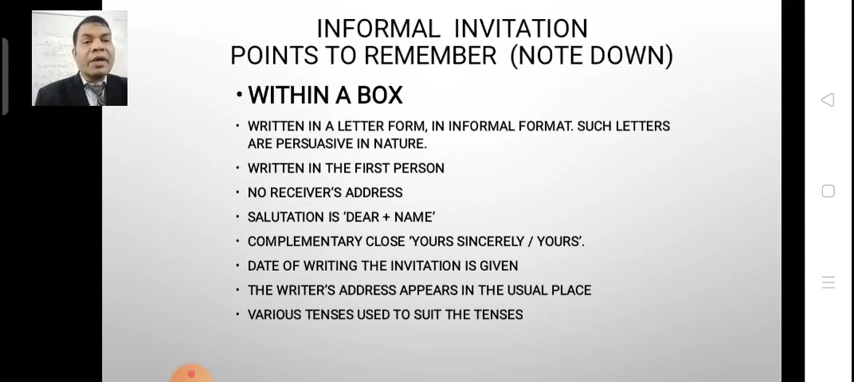 INFORMAL INVITATION
POINTS TO REMEMBER (NOTE DOWN)
• WITHIN A BOX
• WRITTEN IN A LETTER FORM, IN INFORMAL FORMAT. SUCH LETTERS
ARE PERSUASIVE IN NATURE.
• WRITTEN IN THE FIRST PERSON
• NO RECEIVER'S ADDRESS
• SALUTATION IS 'DEAR + NAME'
• COMPLEMENTARY CLOSE 'YOURS SINCERELY / YOURS'.
• DATE OF WRITING THE INVITATION IS GIVEN
• THE WRITER'S ADDRESS APPEARS IN THE USUAL PLACE
• VARIOUS TENSES USED TO SUIT THE TENSES